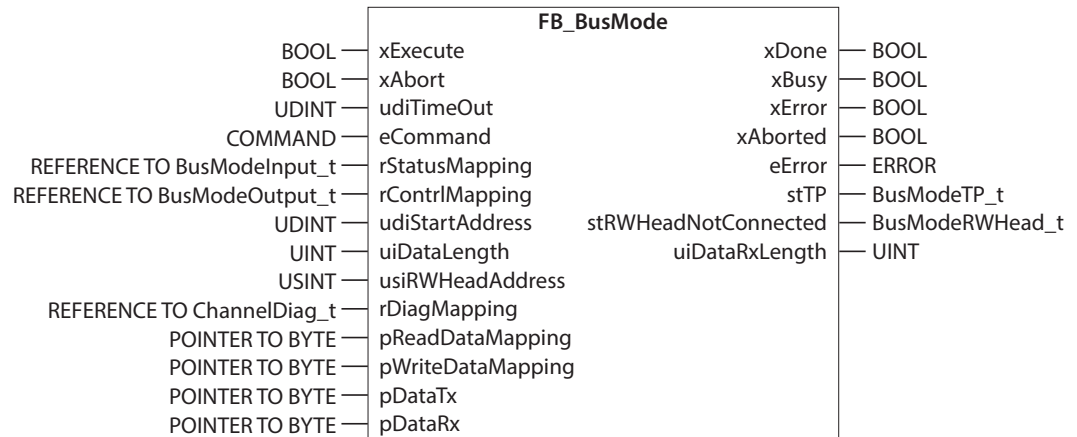 FB_BusMode
BOOL xExecute xDone BOOL
BOOL xAbort xBusy BOOL
UDINT udiTimeOut xError BOOL
COMMAND eCommand xAborted BOOL
REFERENCE TO BusModeInput_t rStatusMapping eError ERROR
REFERENCE TO BusModeOutput_t rContrlMapping stTP BusModeTP_t
UDINT udiStartAddress stRWHeadNotConnected BusModeRWHead_t
UINT uiDataLength uiDataRxLength UINT
USINT usiRWHeadAddress
REFERENCE TO ChannelDiag_t rDiagMapping
POINTER TO BYTE pReadDataMapping
POINTER TO BYTE pWriteDataMapping
POINTER TO BYTE pDataTx
POINTER TO BYTE pDataRx